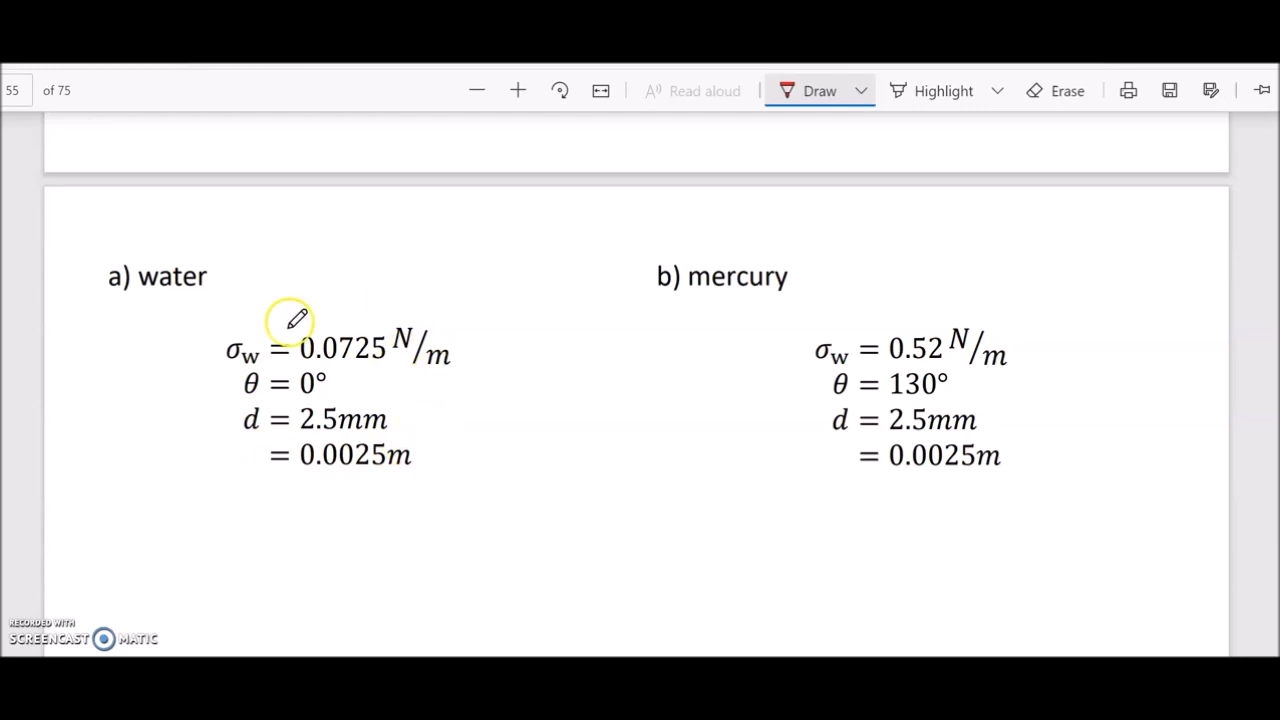 55 of 75 Read aloud Draw Highlight Erase
a) water
σw = 0.0725 N/m
θ = 0°
d = 2.5mm
= 0.0025m
b) mercury
σw = 0.52 N/m
θ = 130°
d = 2.5mm
= 0.0025m
RECORDED WITH
SCREENCAST MATIC